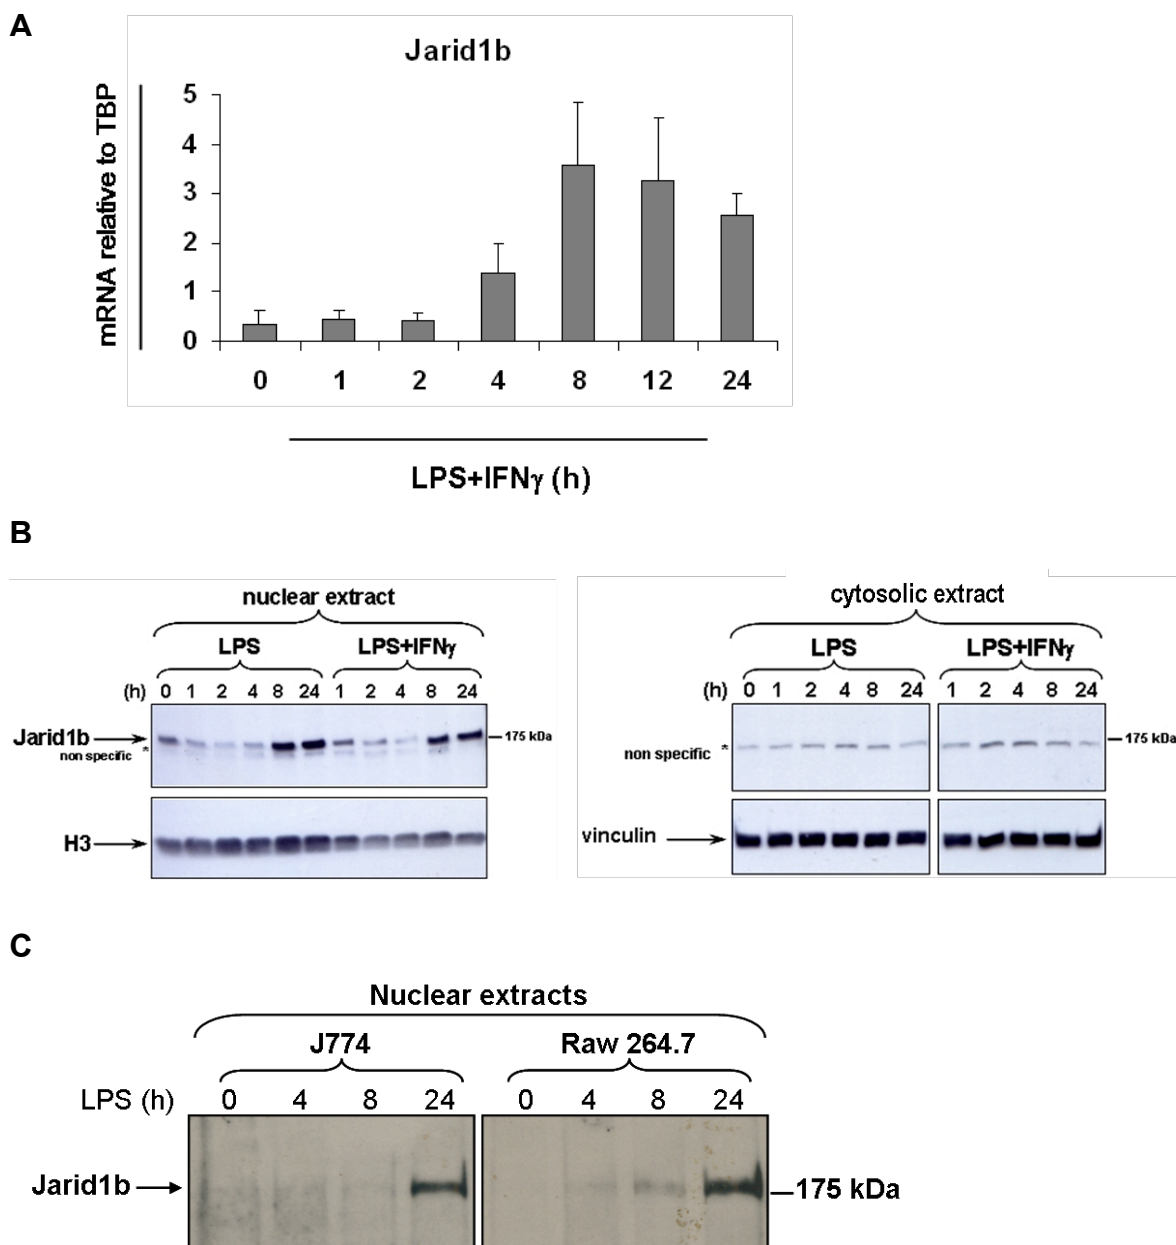 A
Jarid1b
mRNA relative to TBP
5
4
3
2
1
0
0 1 2 4 8 12 24
LPS+IFNγ (h)
B
nuclear extract
LPS LPS+IFNγ
(h) 0 1 2 4 8 24 1 2 4 8 24
Jarid1b
175 kDa
non specific *
H3
cytosolic extract
LPS LPS+IFNγ
(h) 0 1 2 4 8 24 1 2 4 8 24
175 kDa
non specific *
vinculin
C
Nuclear extracts
J774 Raw 264.7
LPS (h) 0 4 8 24 0 4 8 24
Jarid1b 175 kDa